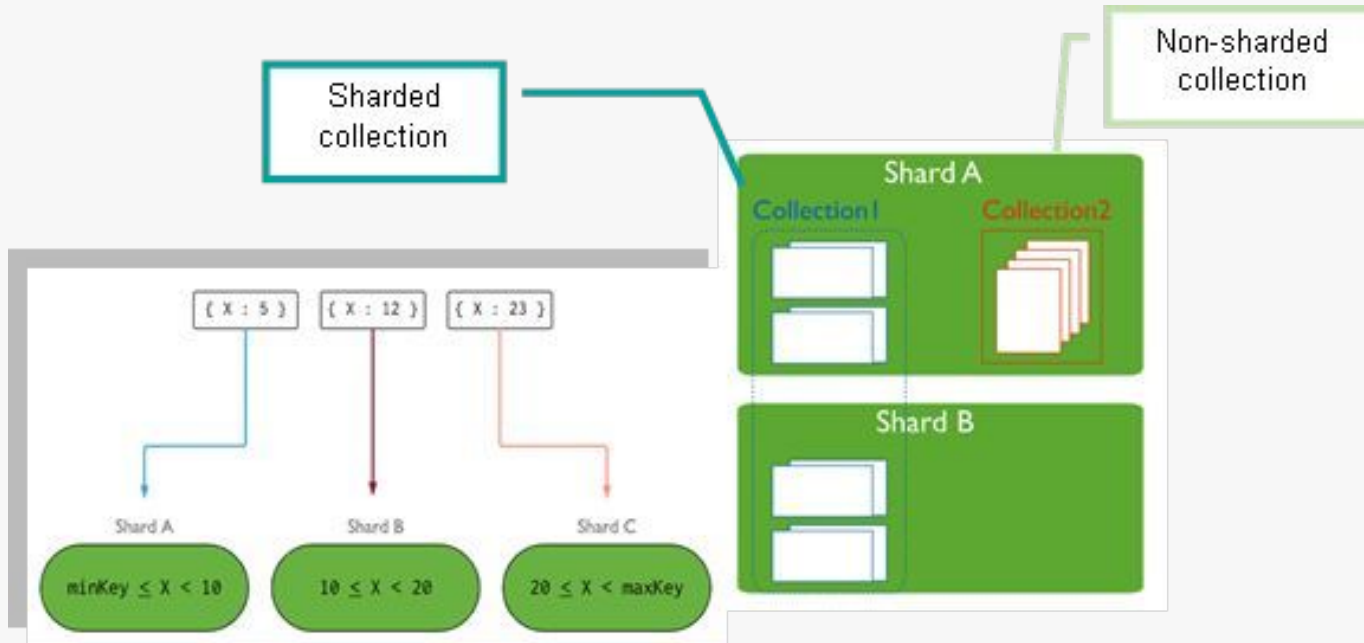 Sharded
collection
Non-sharded
collection
Shard A
Collection1
Collection2
Shard B
{ X : 5 }
{ X : 12 }
{ X : 23 }
Shard A
Shard B
Shard C
minKey ≤ X < 10
10 ≤ X < 20
20 ≤ X < maxKey